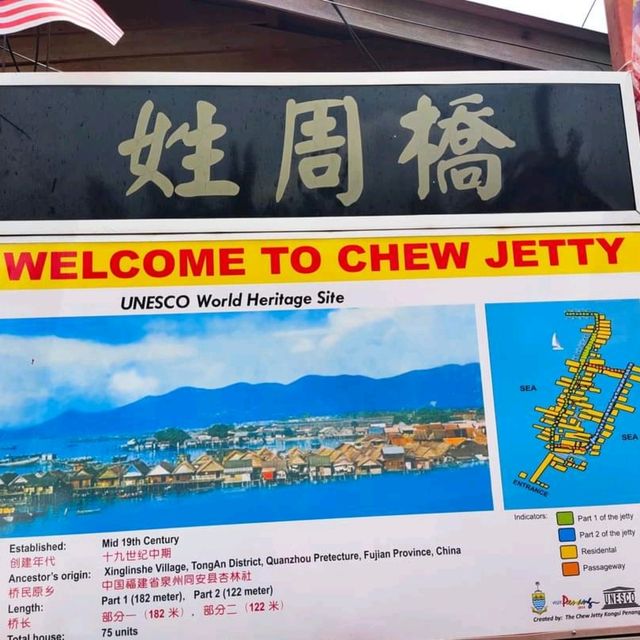 姓周橋
WELCOME TO CHEW JETTY
UNESCO World Heritage Site
SEA
SEA
ENTRANCE
Indicators:
Part 1 of the jetty
Part 2 of the jetty
Residential
Passageway
Established: Mid 19th Century
创建年代 十九世纪中期
Ancestor's origin: Xinglinshe Village, TongAn District, Quanzhou Pretecture, Fujian Province, China
桥民原乡 中国福建省泉州同安县杏林社
Length: Part 1 (182 meter), Part 2 (122 meter)
桥长 部分一 (182 米), 部分二 (122 米)
Total house: 75 units
Penang
UNESCO
Created by: The Chew Jetty Kongsi Penang